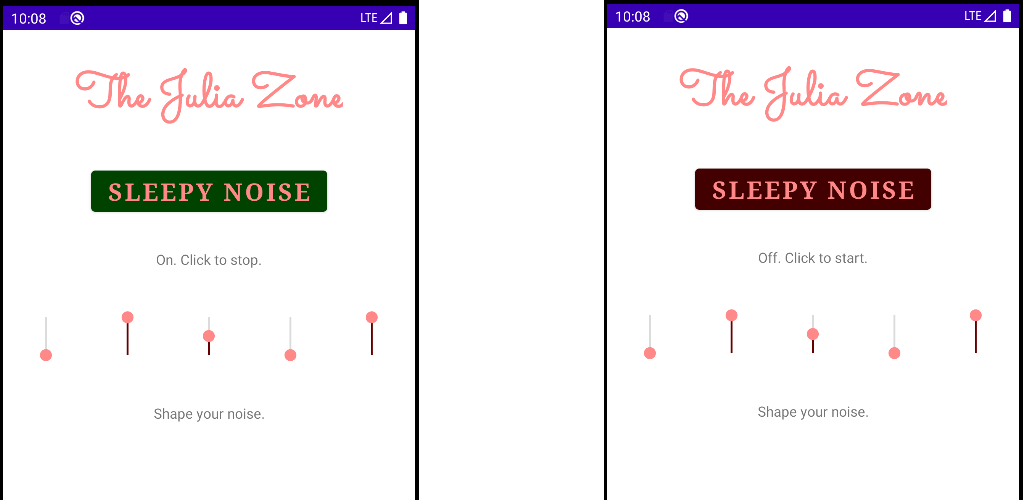 10:08 LTE
The Julia Zone
SLEEPY NOISE
On. Click to stop.
Shape your noise.
10:08 LTE
The Julia Zone
SLEEPY NOISE
Off. Click to start.
Shape your noise.